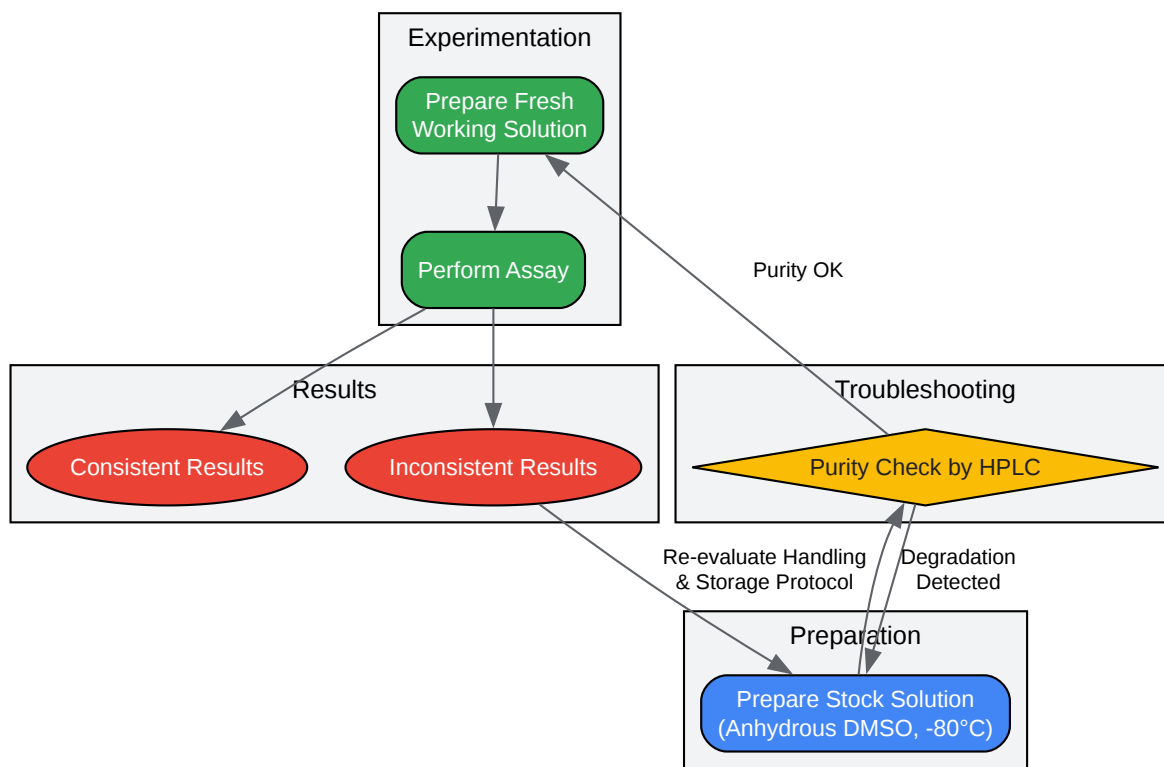 Experimentation
Prepare Fresh
Working Solution
Perform Assay
Purity OK
Results
Troubleshooting
Consistent Results
Inconsistent Results
Purity Check by HPLC
Re-evaluate Handling
& Storage Protocol
Degradation
Detected
Preparation
Prepare Stock Solution
(Anhydrous DMSO, -80°C)